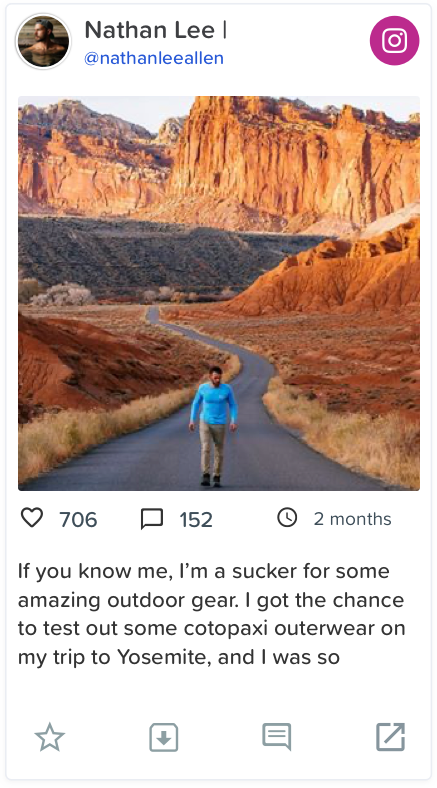 Nathan Lee |
@nathanleeallen
706
152
2 months
If you know me, I'm a sucker for some
amazing outdoor gear. I got the chance
to test out some cotopaxi outerwear on
my trip to Yosemite, and I was so